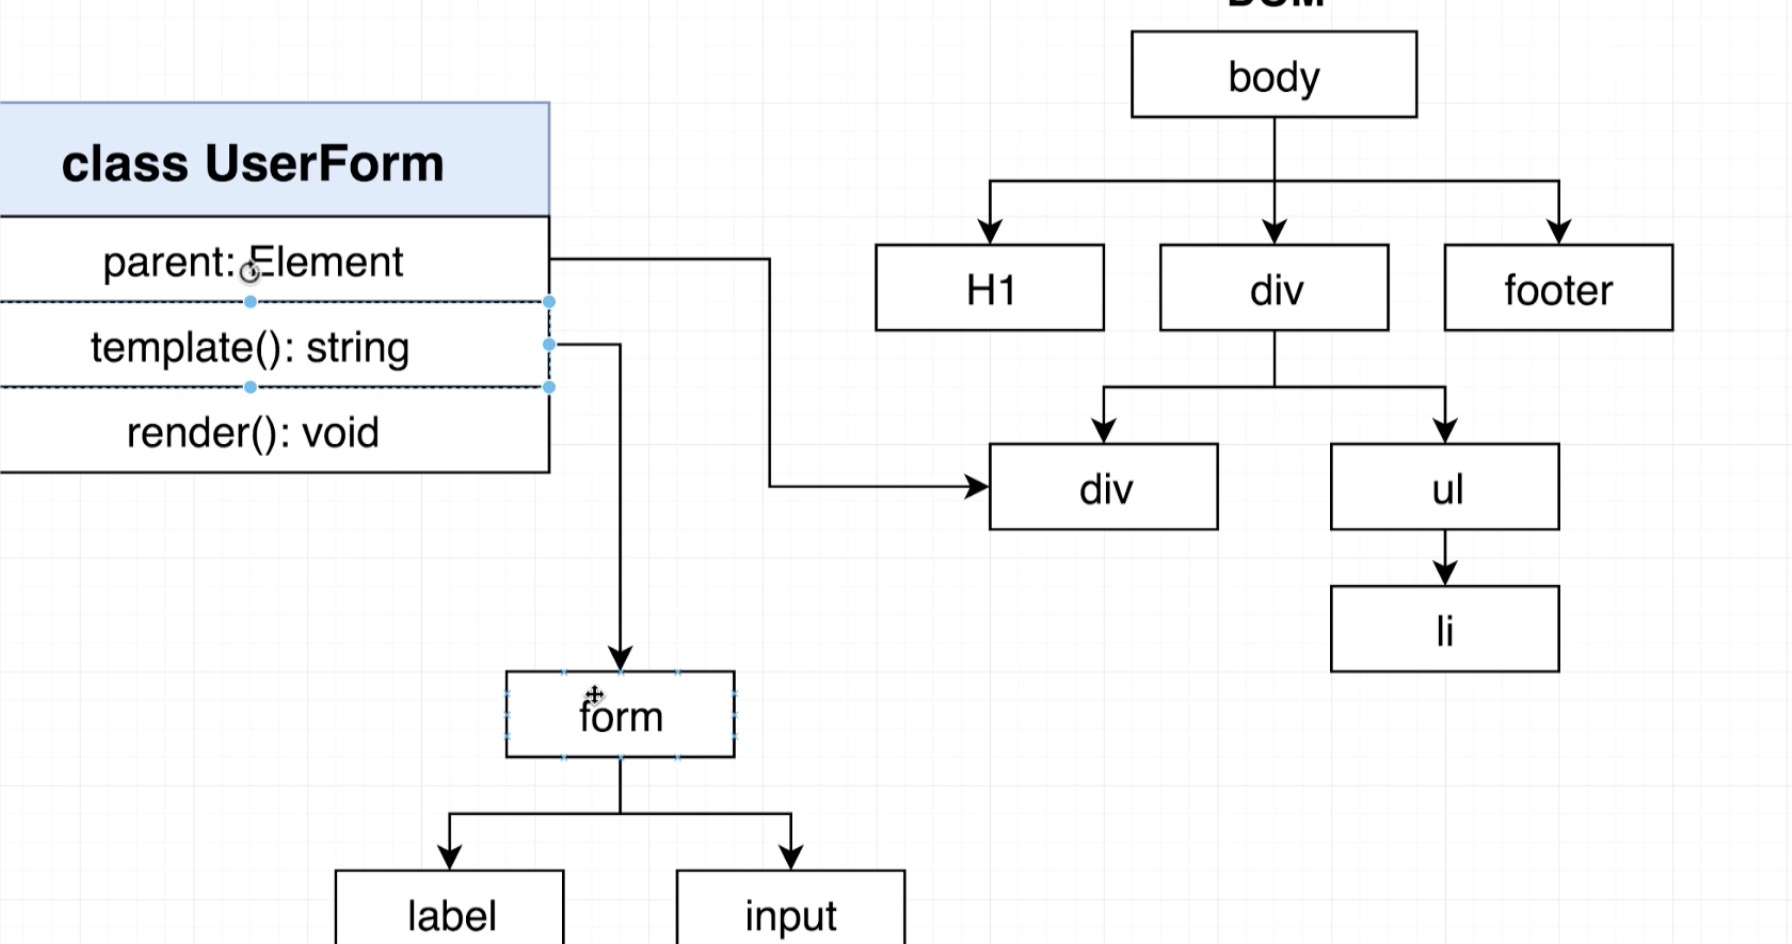 DOM
body
class UserForm
parent: Element
template(): string
render(): void
H1
div
footer
div
ul
li
form
label
input